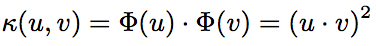 κ(u, v) = Φ(u) · Φ(v) = (u · v)²